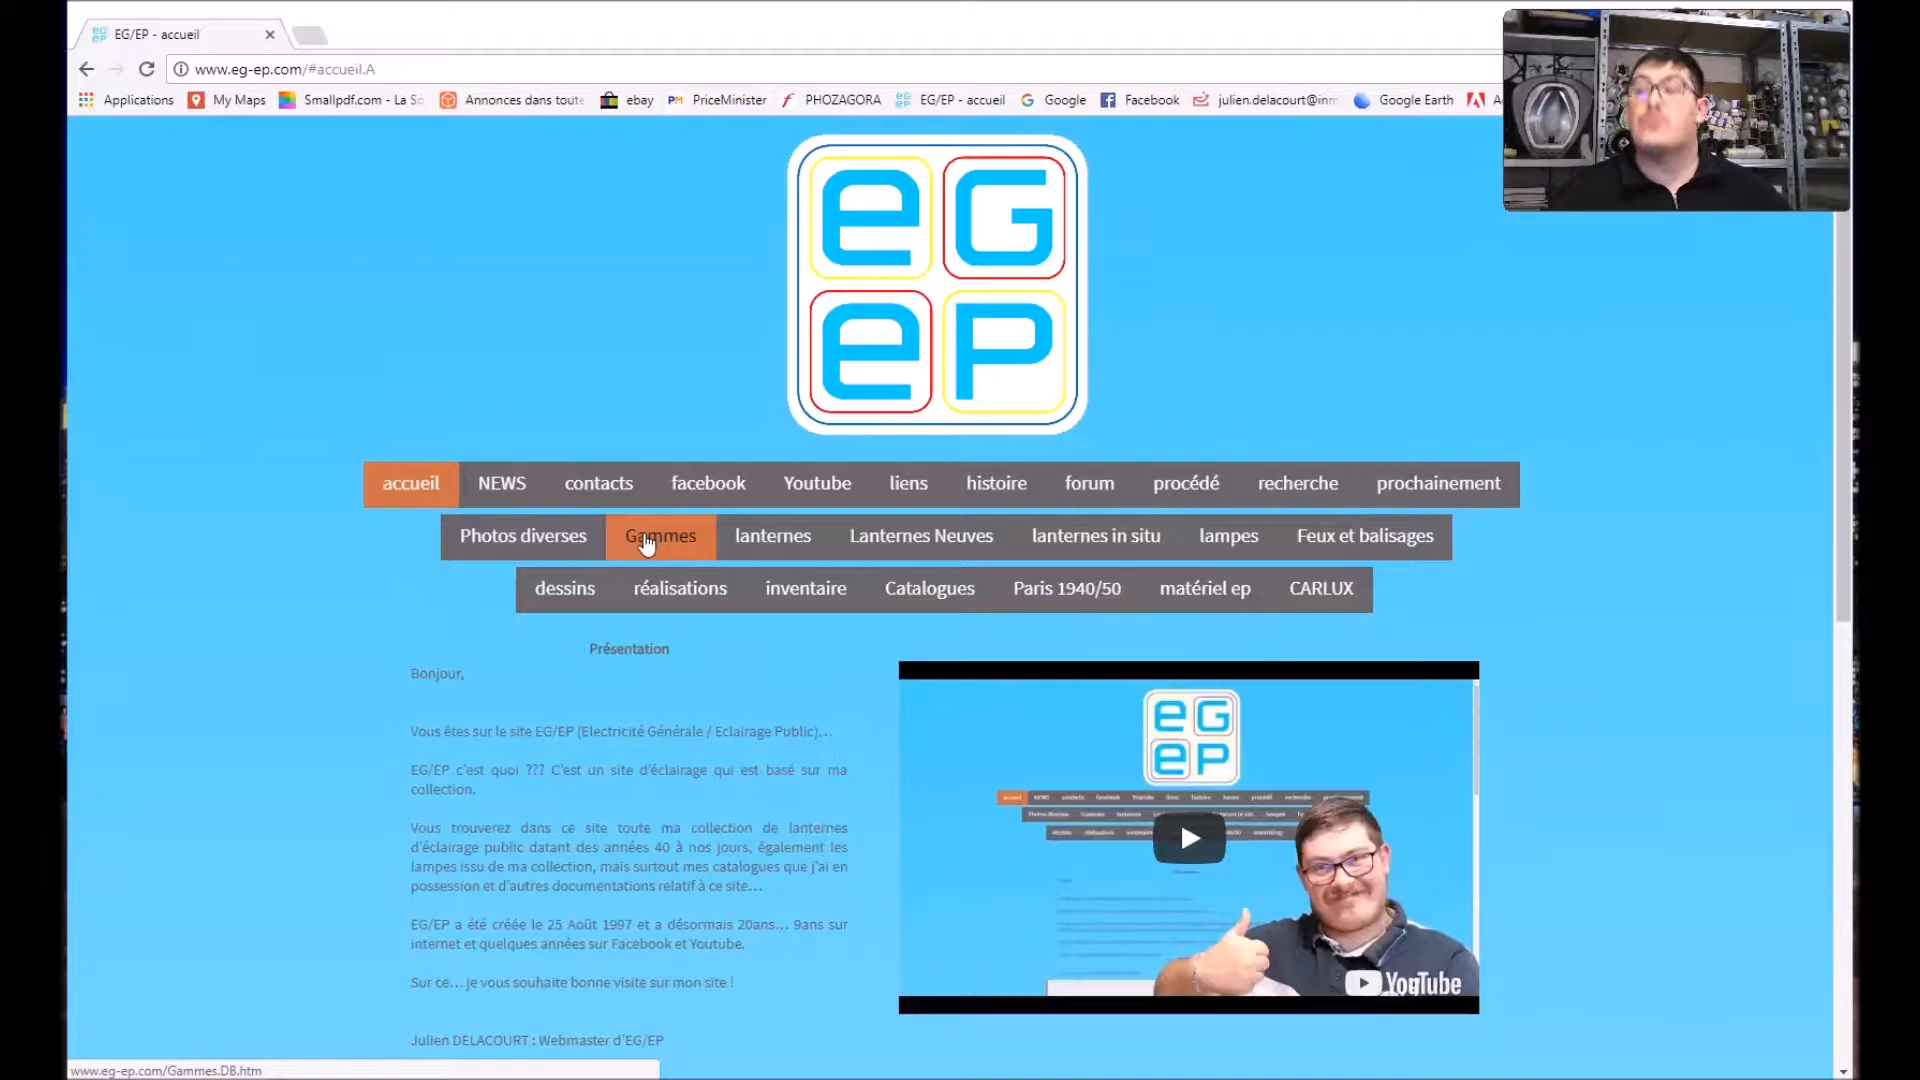 EG/EP - accueil
www.eg-ep.com/#accueil.A
Applications My Maps Smallpdf.com - La So Annonces dans toute ebay PriceMinister PHOZAGORA EG/EP - accueil Google Facebook julien.delacourt@inm Google Earth
eG
eP
accueil NEWS contacts facebook Youtube liens histoire forum procédé recherche prochainement
Photos diverses Gammes lanternes Lanternes Neuves lanternes in situ lampes Feux et balisages
dessins réalisations inventaire Catalogues Paris 1940/50 matériel ep CARLUX
Présentation
Bonjour,
Vous êtes sur le site EG/EP (Electricité Générale / Eclairage Public)...
EG/EP c'est quoi ??? C'est un site d'éclairage qui est basé sur ma
collection.
Vous trouverez dans ce site toute ma collection de lanternes
d'éclairage public datant des années 40 à nos jours, également les
lampes issu de ma collection, mais surtout mes catalogues que j'ai en
possession et d'autres documentations relatif à ce site...
EG/EP a été créée le 25 Août 1997 et a désormais 20ans... 9ans sur
internet et quelques années sur Facebook et Youtube.
Sur ce... je vous souhaite bonne visite sur mon site !
Julien DELACOURT : Webmaster d'EG/EP
eG
eP
YouTube
www.eg-ep.com/Gammes.DB.htm